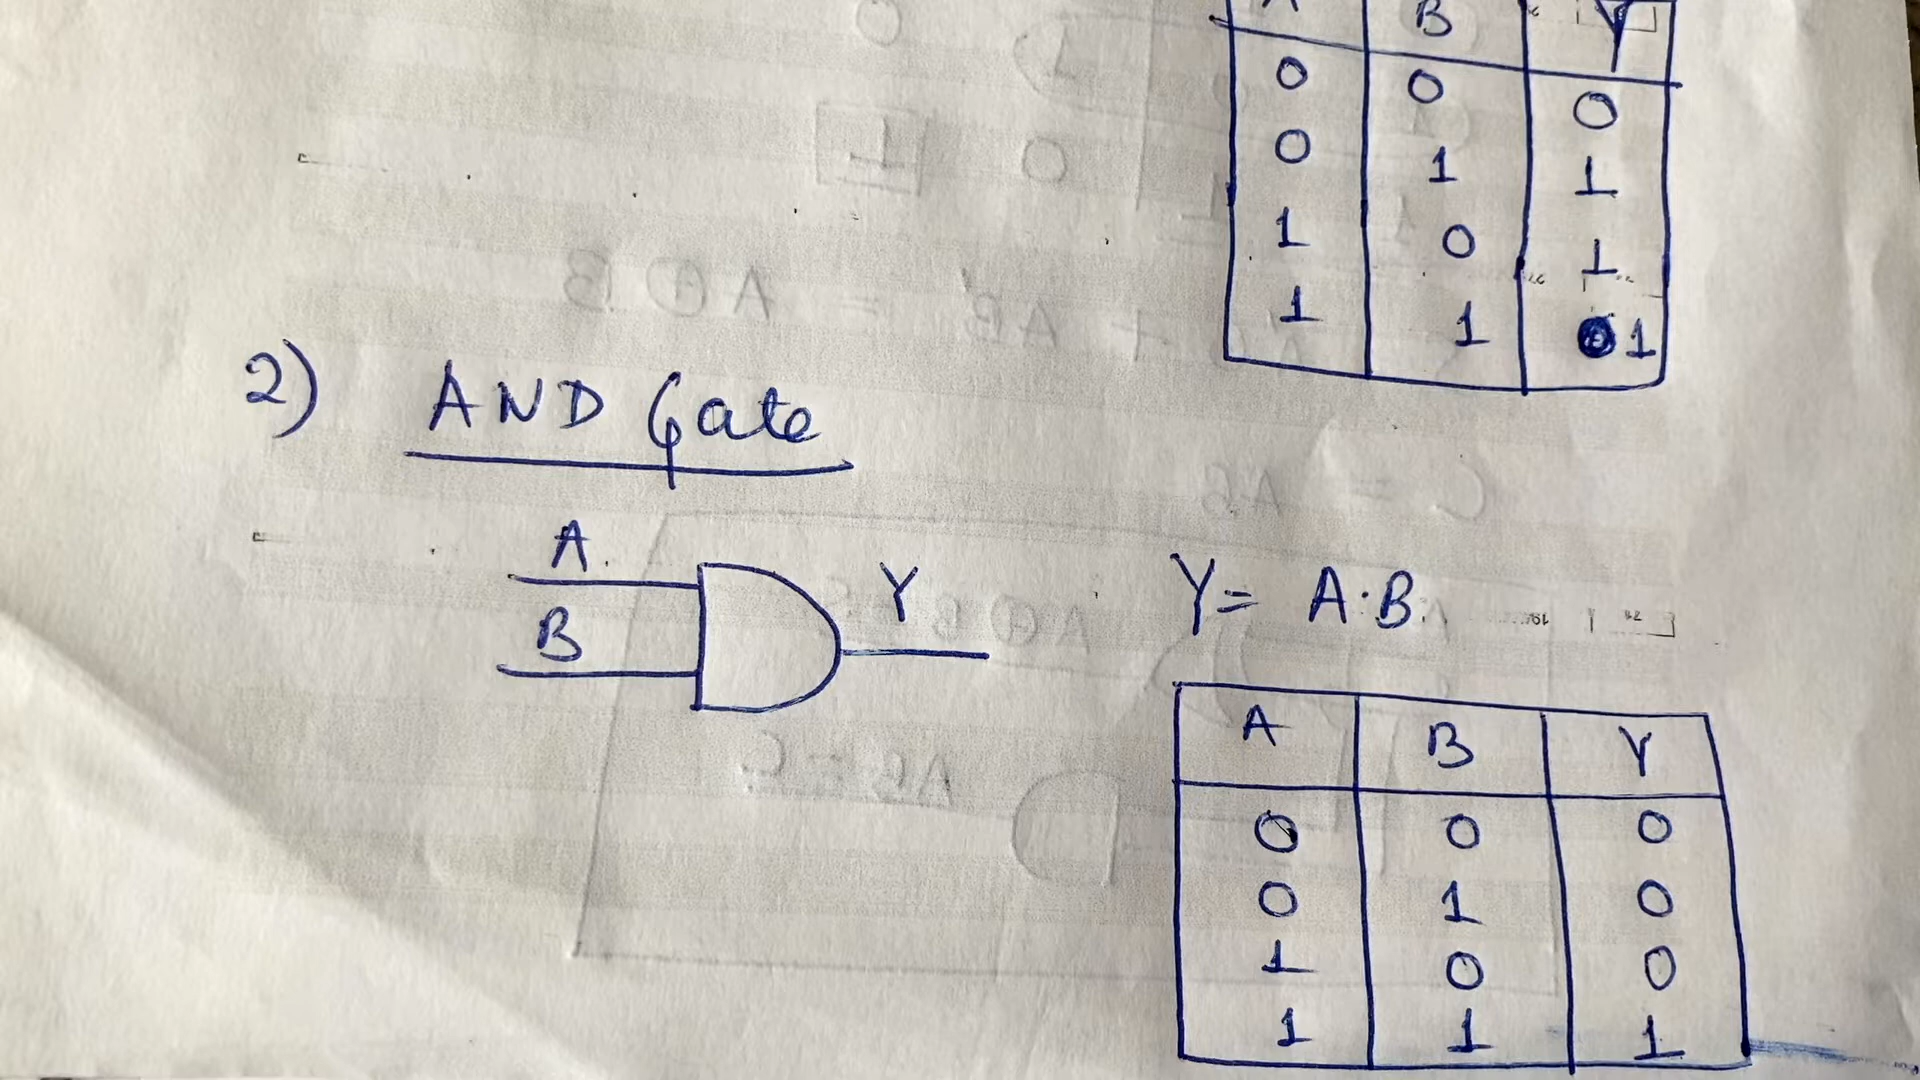 A B Y
0 0 0
0 1 1
1 0 1
1 1 1
2) AND Gate
A
B
Y
Y = A·B
A B Y
0 0 0
0 1 0
1 0 0
1 1 1